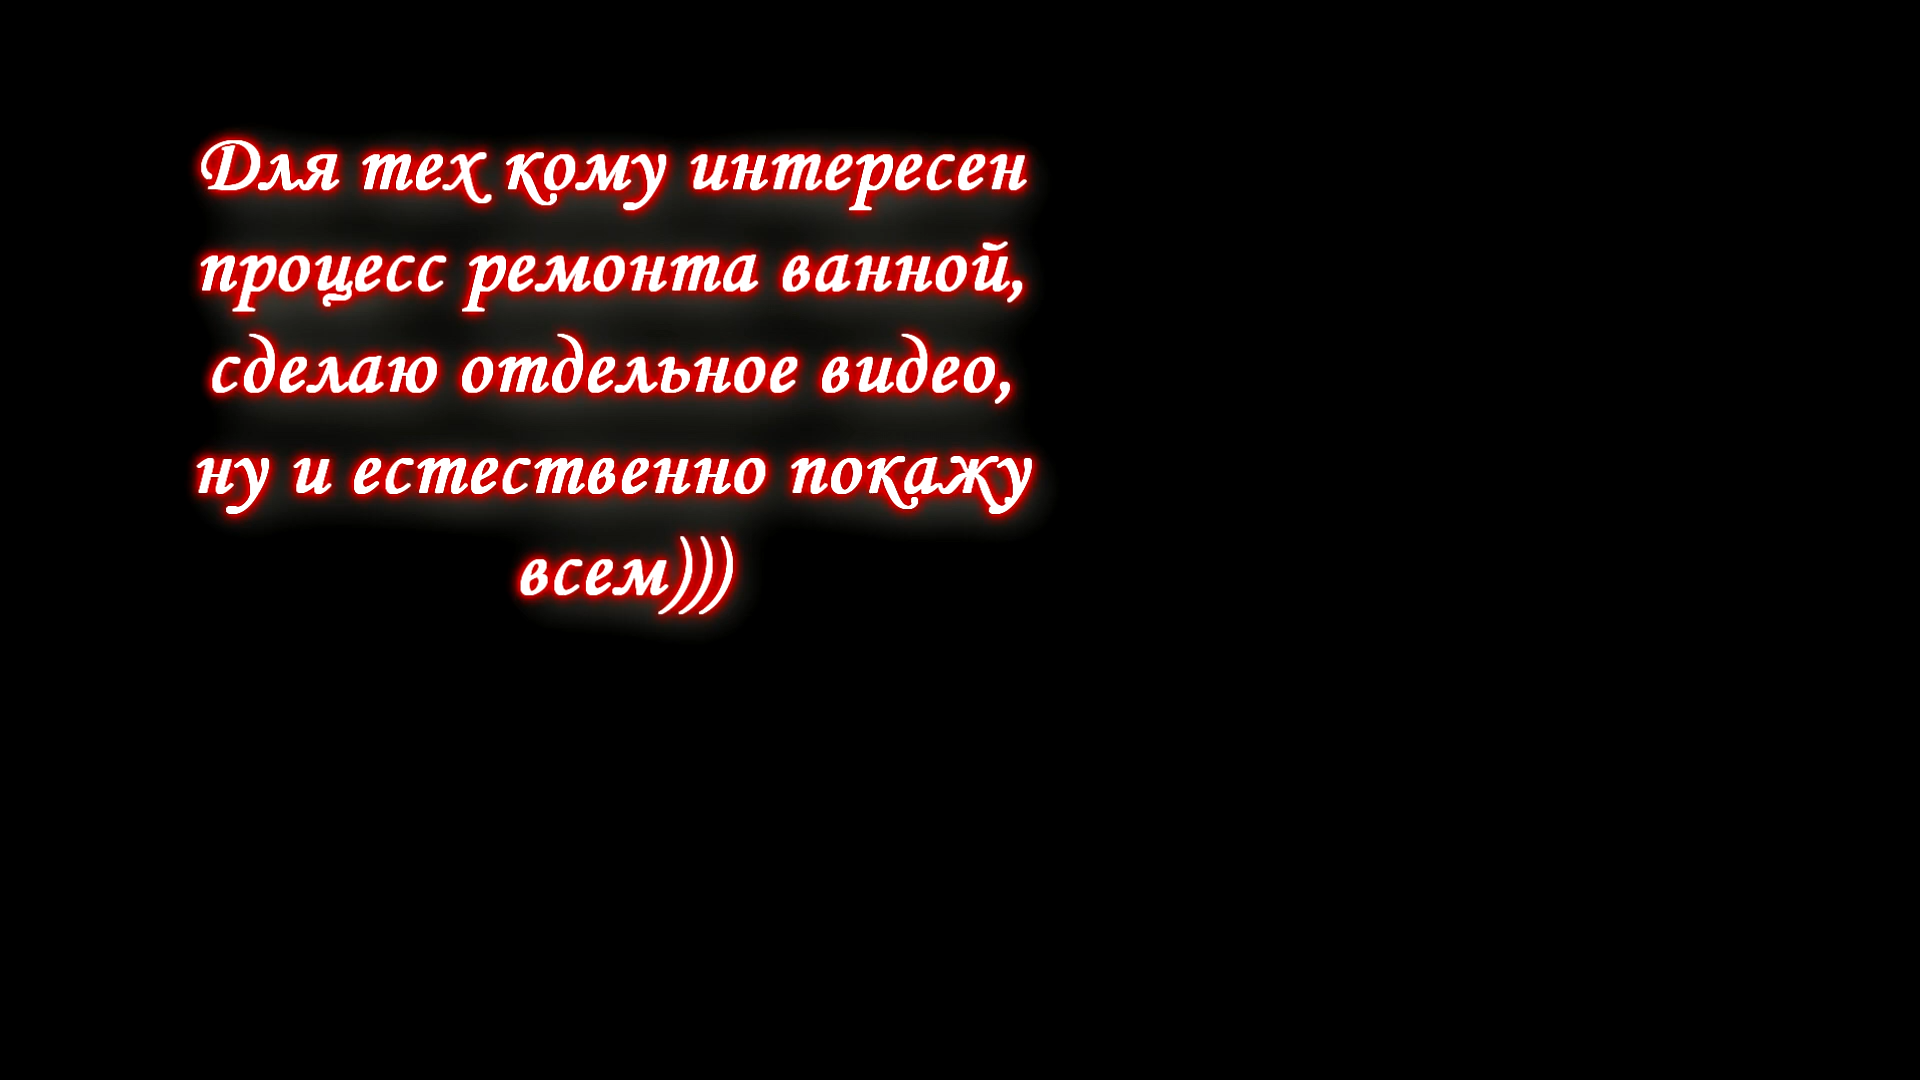 Для тех кому интересен
процесс ремонта ванной,
сделаю отдельное видео,
ну и естественно покажу
всем)))